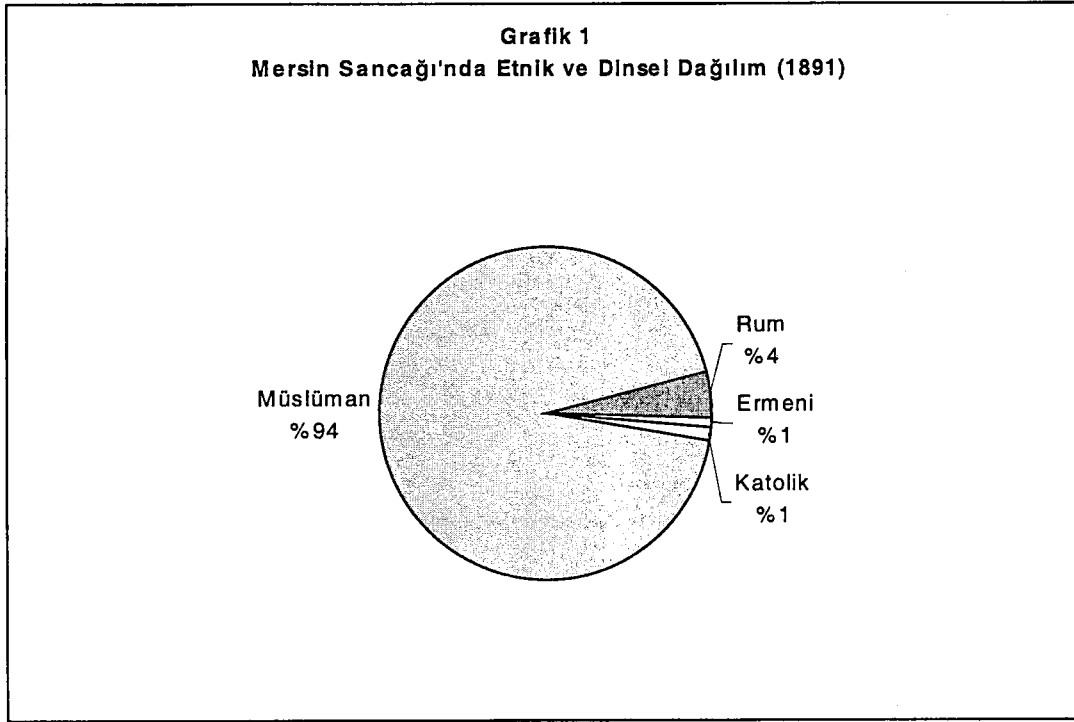 Grafik 1
Mersin Sancağı'nda Etnik ve Dinsel Dağılım (1891)
Rum
%4
Müslüman
%94
Ermeni
%1
Katolik
%1